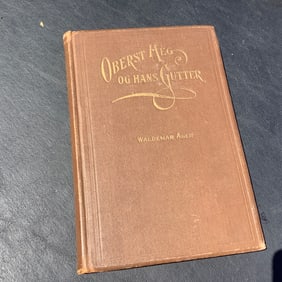 OBERST HEG
OG HANS GUTTER
WALDEMAR AGER